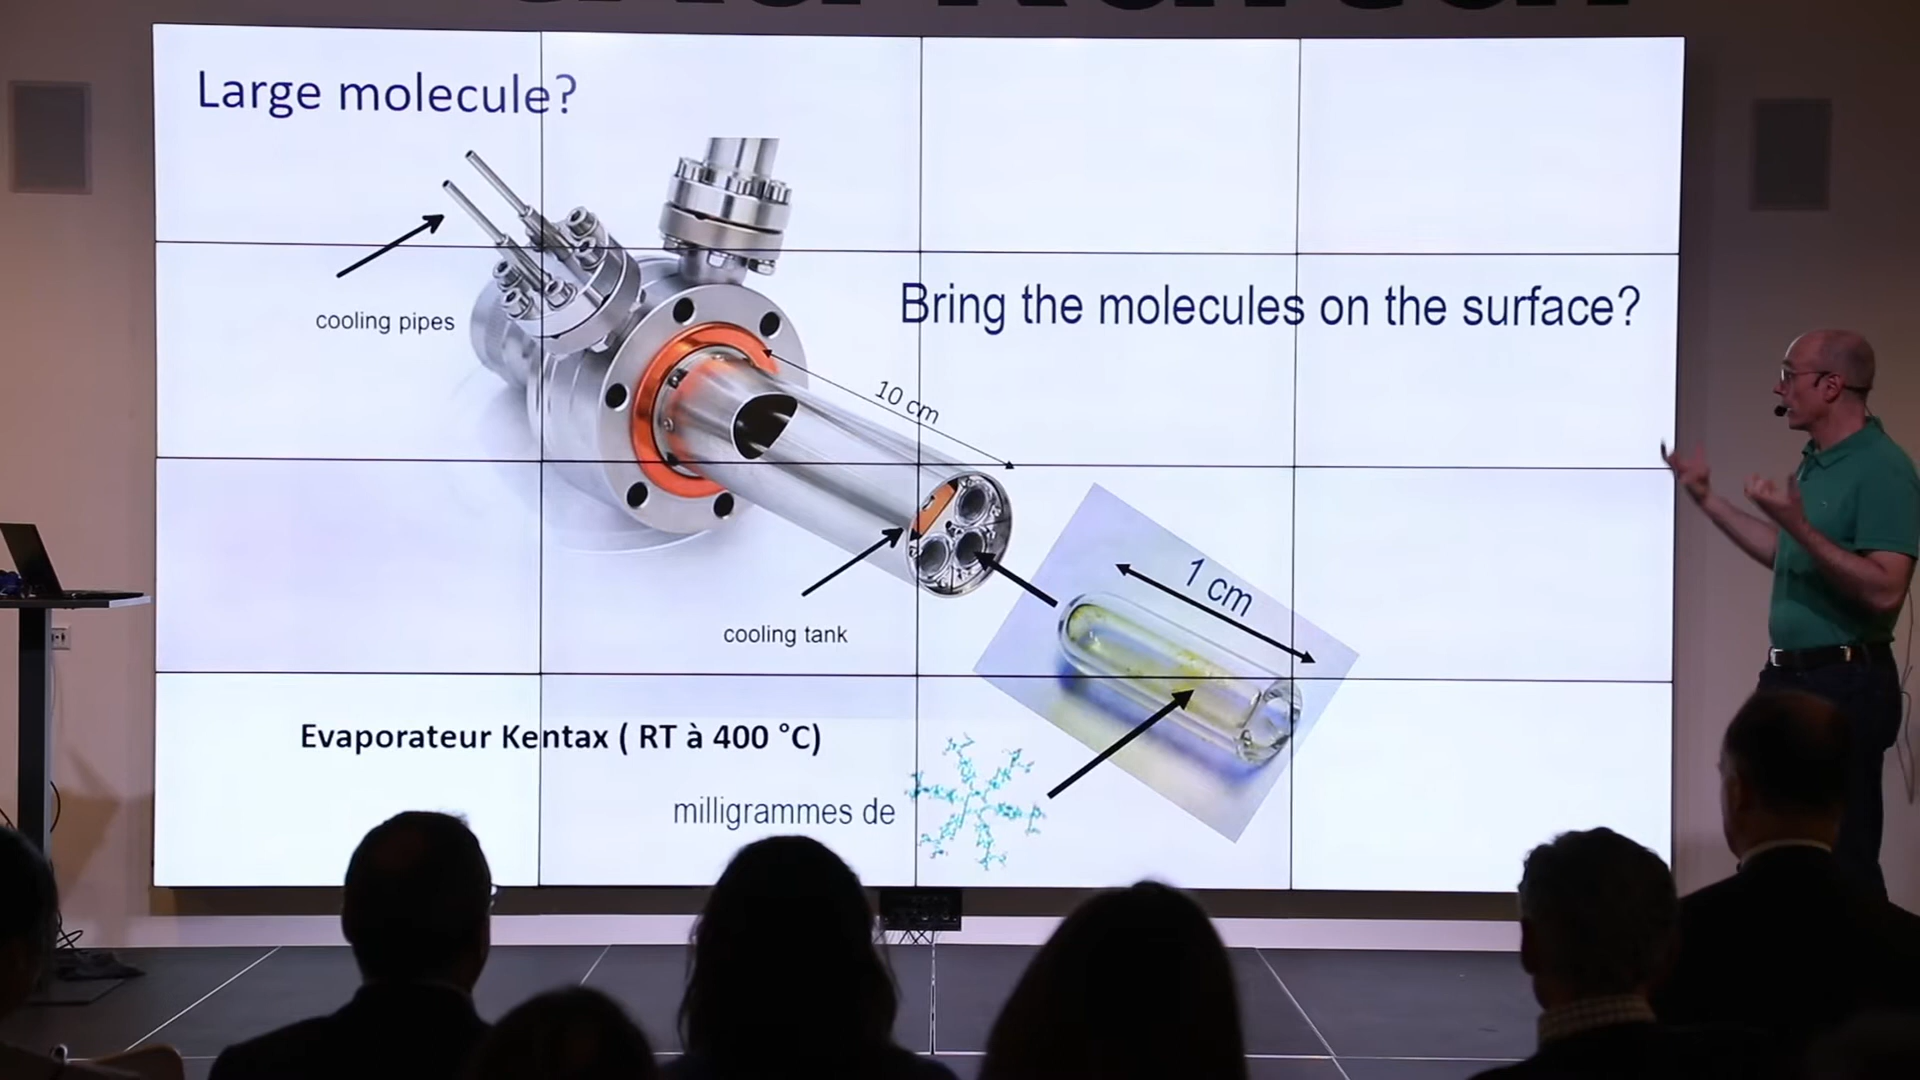 Large molecule?
cooling pipes
Bring the molecules on the surface?
10 cm
1 cm
cooling tank
Evaporateur Kentax ( RT à 400 °C)
milligrammes de